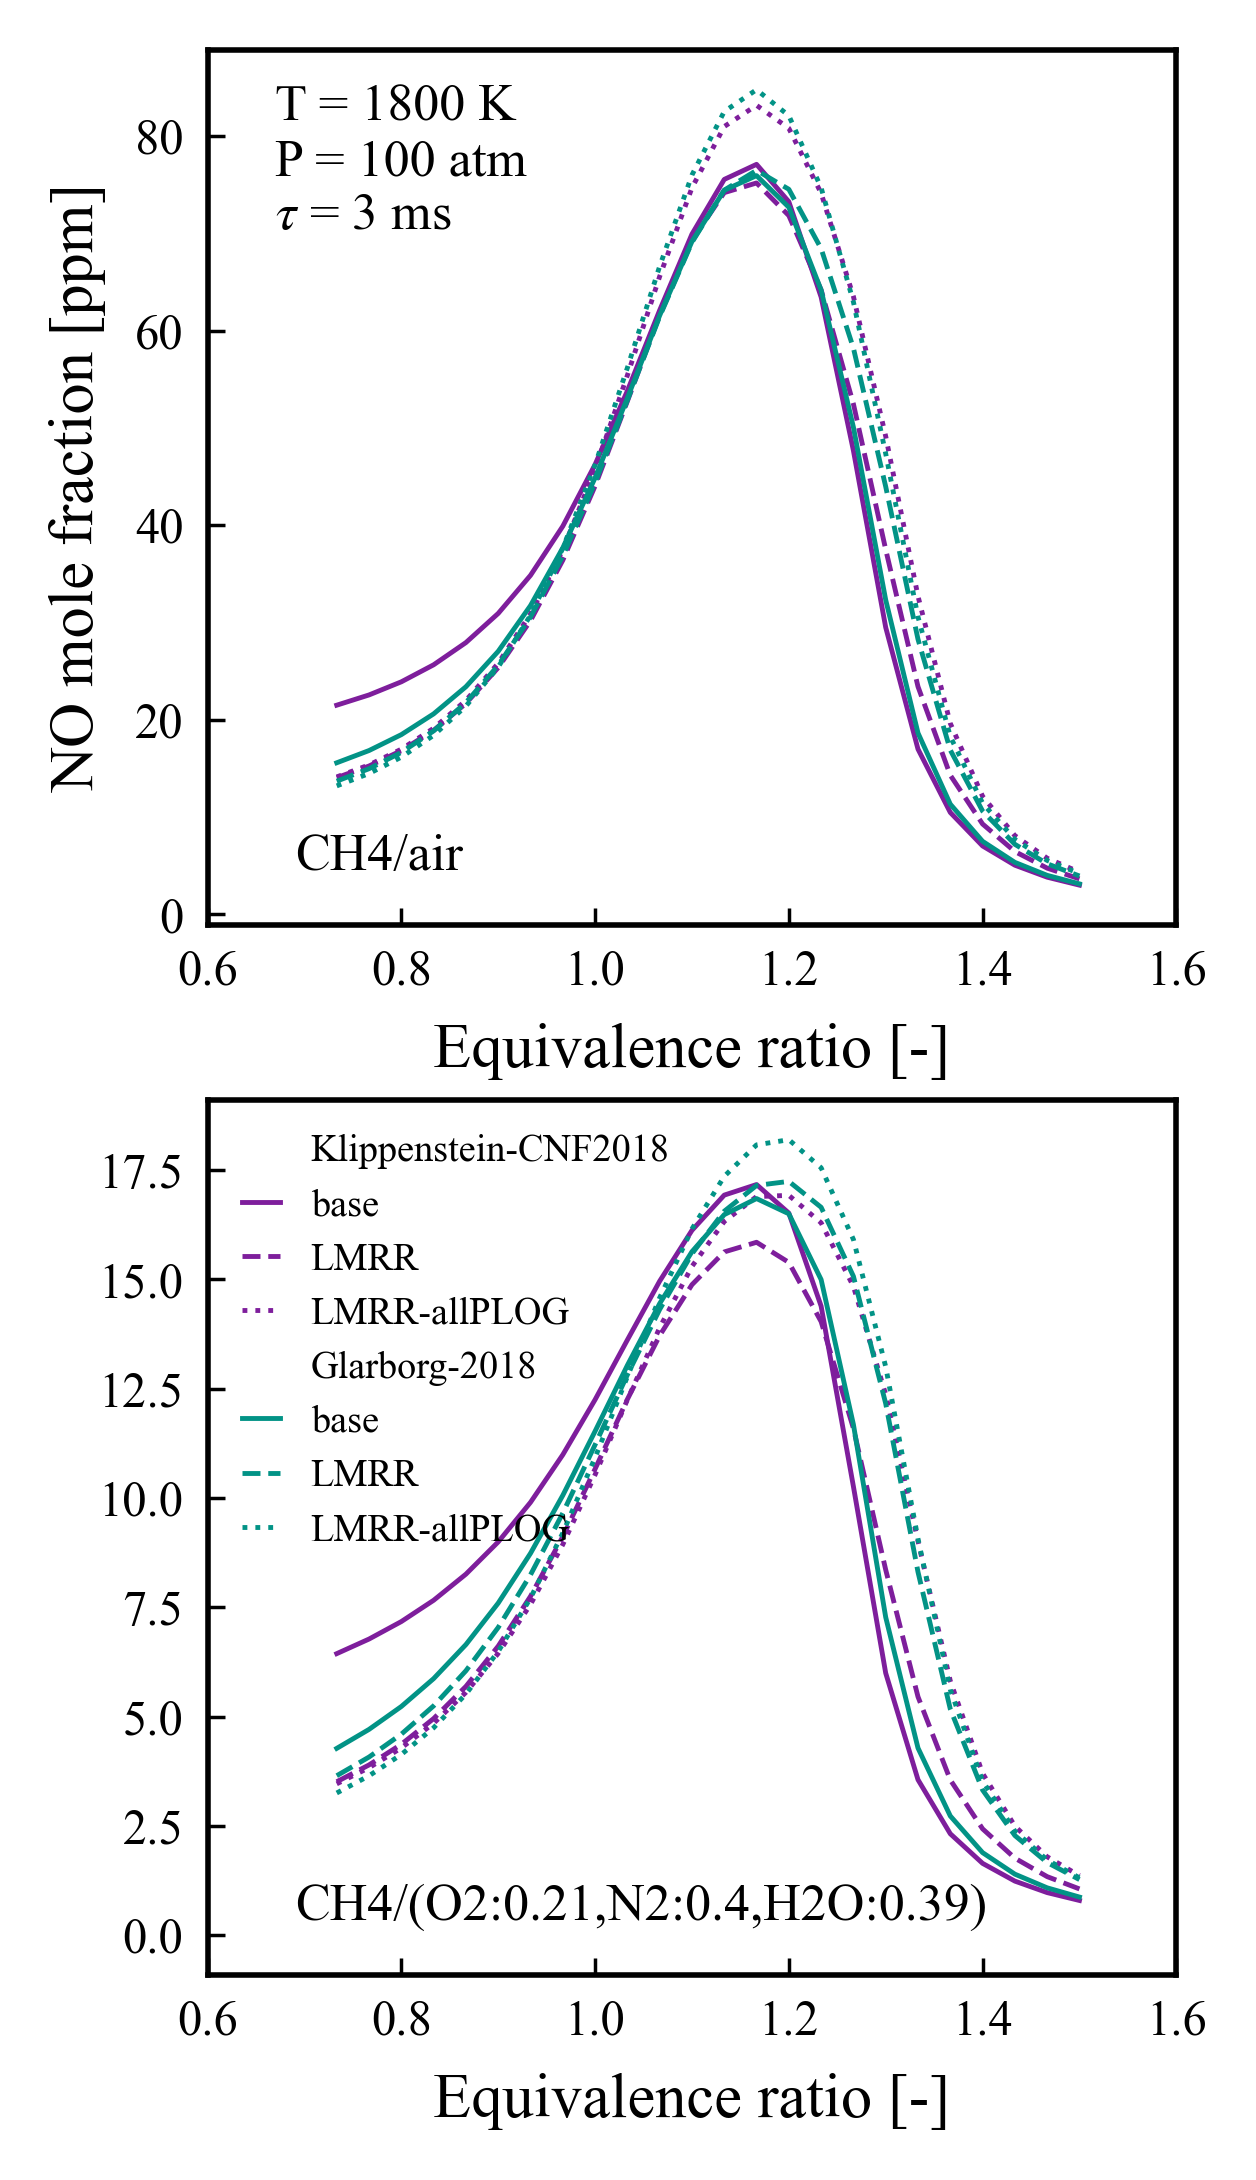 T = 1800 K
P = 100 atm
τ = 3 ms
80
60
40
20
0
NO mole fraction [ppm]
CH4/air
0.6 0.8 1.0 1.2 1.4 1.6
Equivalence ratio [-]
17.5
15.0
12.5
10.0
7.5
5.0
2.5
0.0
Klippenstein-CNF2018
base
LMRR
LMRR-allPLOG
Glarborg-2018
base
LMRR
LMRR-allPLOG
CH4/(O2:0.21,N2:0.4,H2O:0.39)
0.6 0.8 1.0 1.2 1.4 1.6
Equivalence ratio [-]